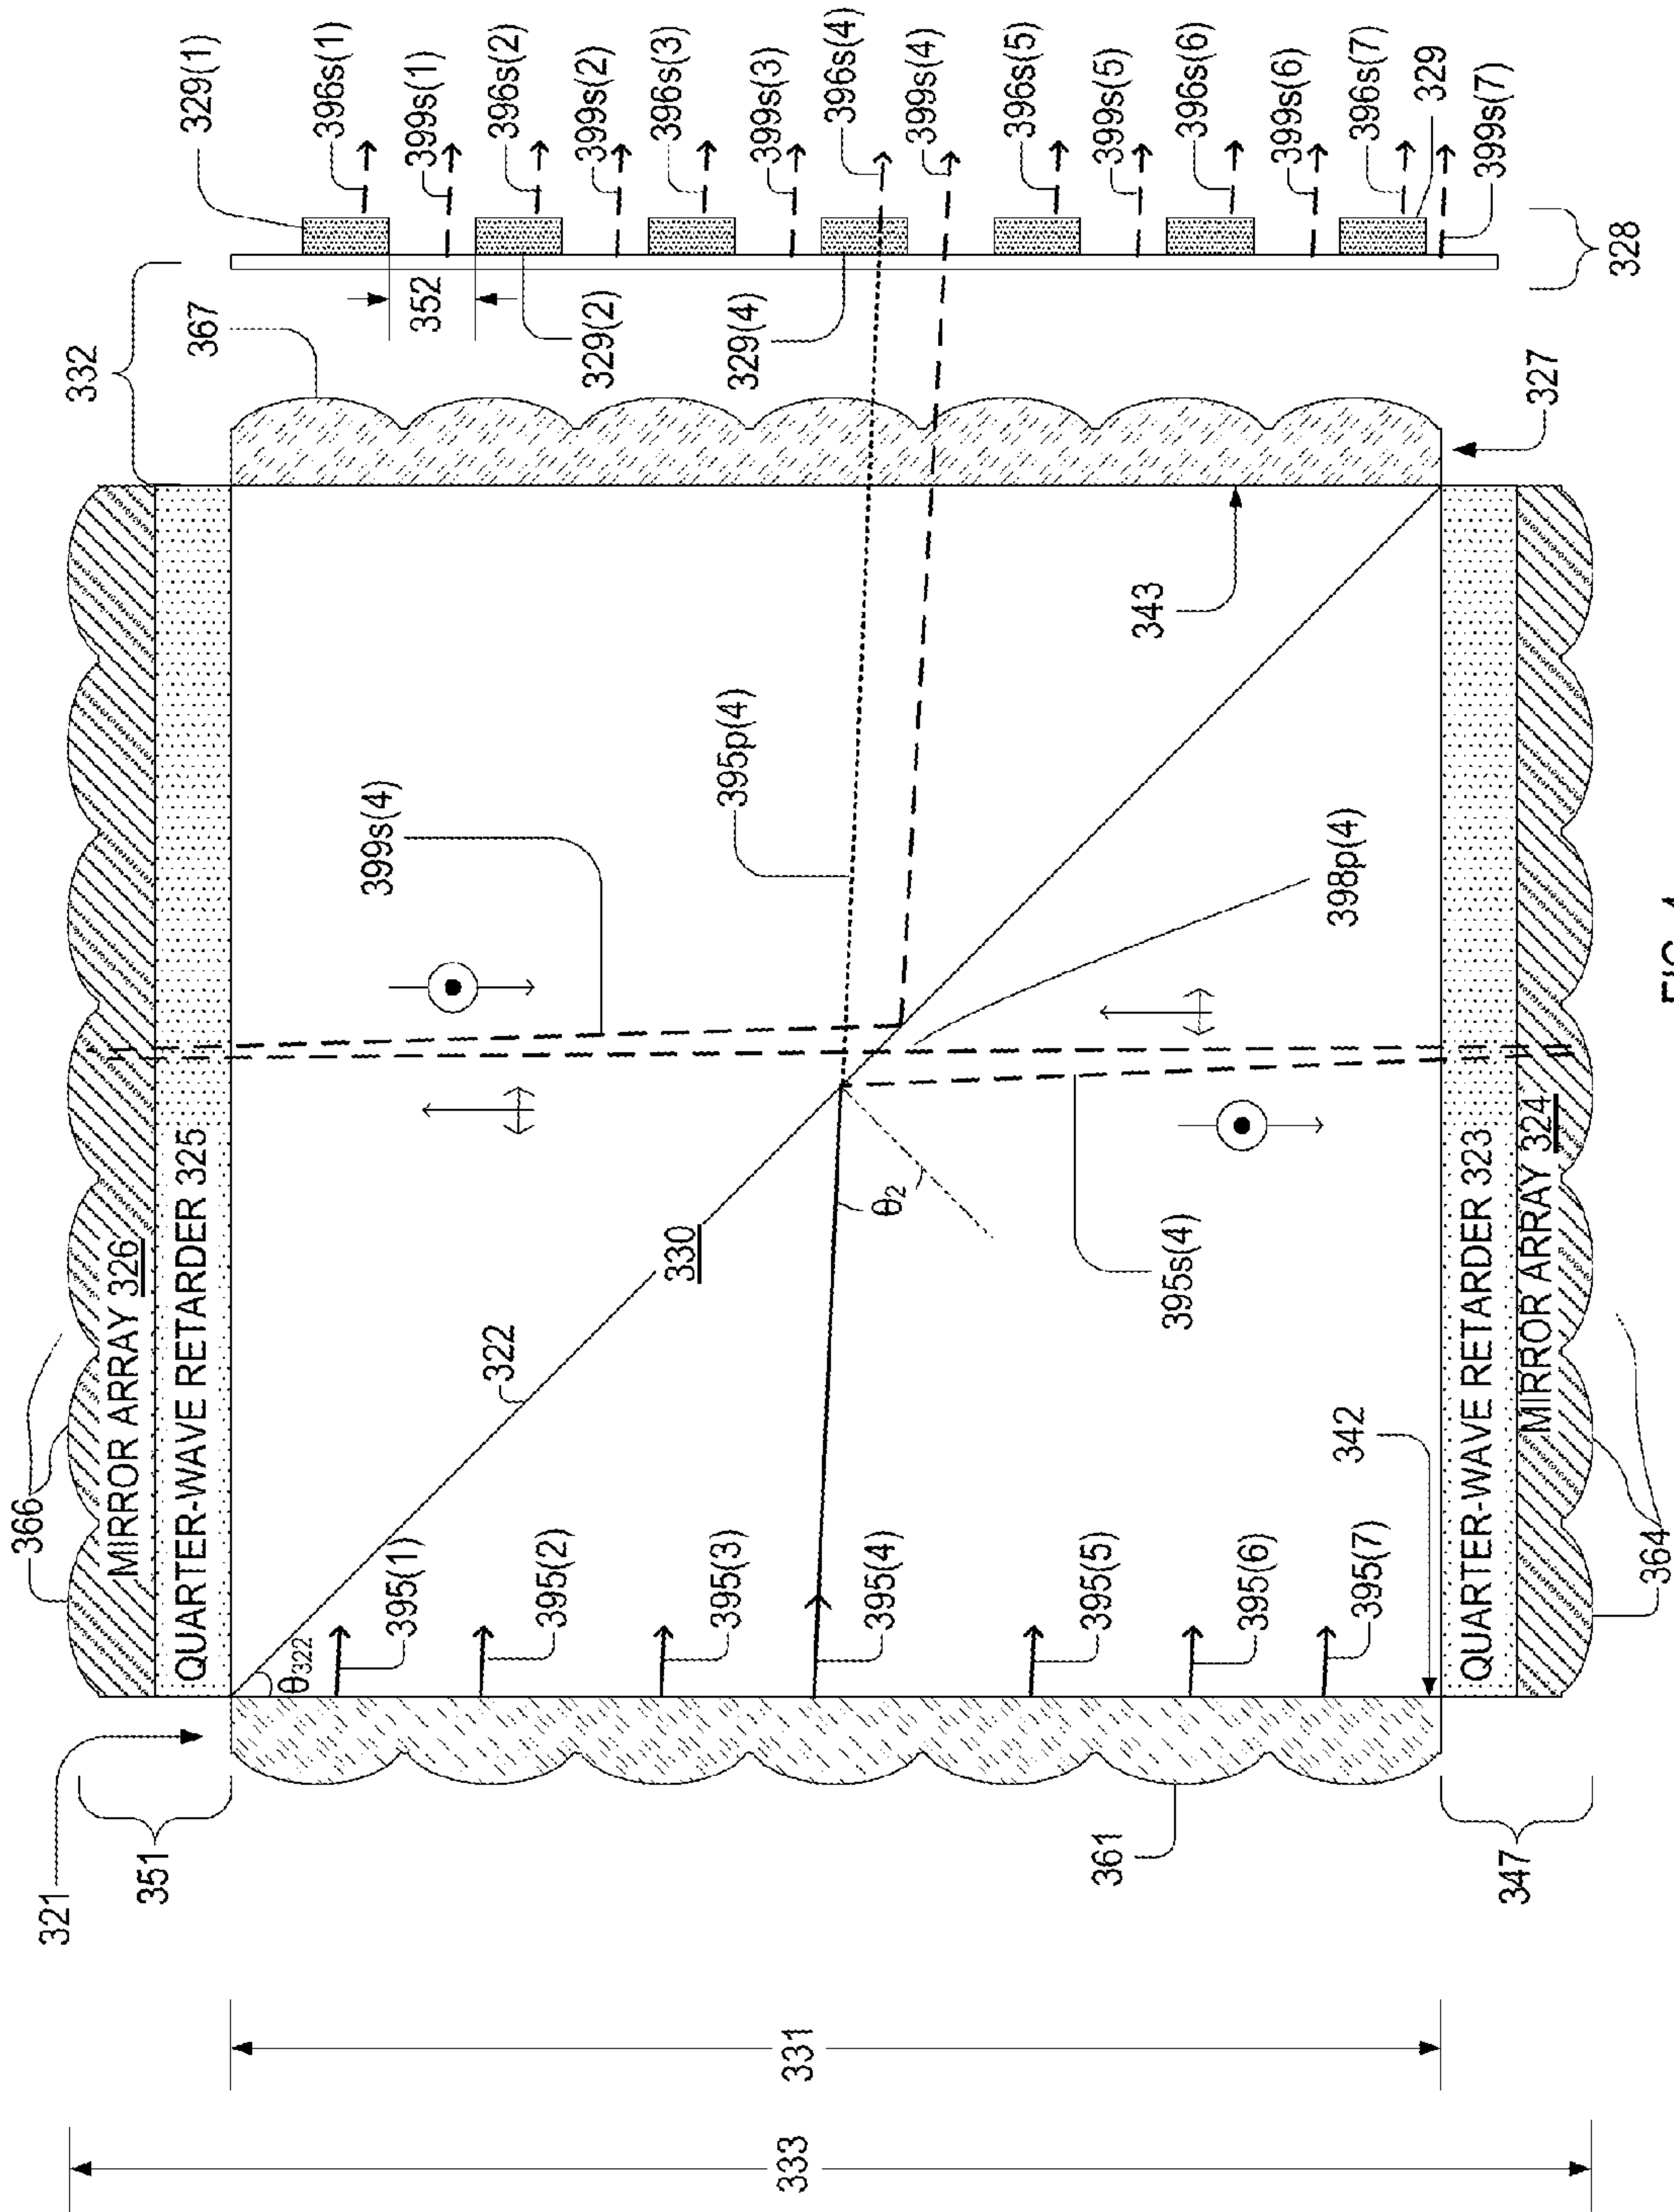 333
331
321
351
366
MIRROR ARRAY 326
QUARTER-WAVE RETARDER 325
332
367
352
329(1)
329(2)
329(4)
396s(1)
399s(1)
396s(2)
399s(2)
396s(3)
399s(3)
396s(4)
399s(4)
396s(5)
399s(5)
396s(6)
399s(6)
396s(7)
329
399s(7)
328
327
343
θ322
322
330
399s(4)
395p(4)
398p(4)
θ2
395s(4)
395(1)
395(2)
395(3)
395(4)
395(5)
395(6)
395(7)
342
361
QUARTER-WAVE RETARDER 323
MIRROR ARRAY 324
347
364